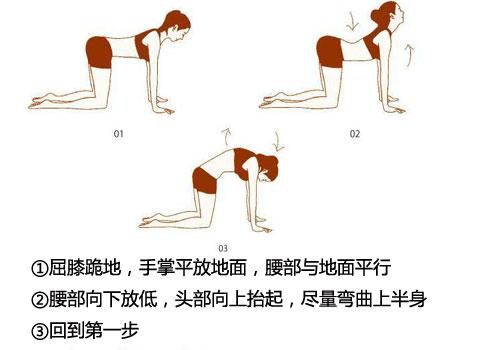 01
02
03
①屈膝跪地，手掌平放地面，腰部与地面平行
②腰部向下放低，头部向上抬起，尽量弯曲上半身
③回到第一步